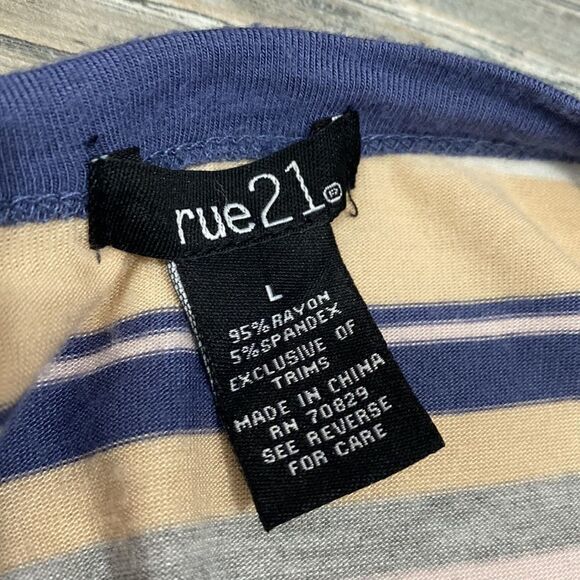 rue21®
L
95% RAYON
5% SPANDEX
EXCLUSIVE OF
TRIMS
MADE IN CHINA
RN 70829
SEE REVERSE
FOR CARE